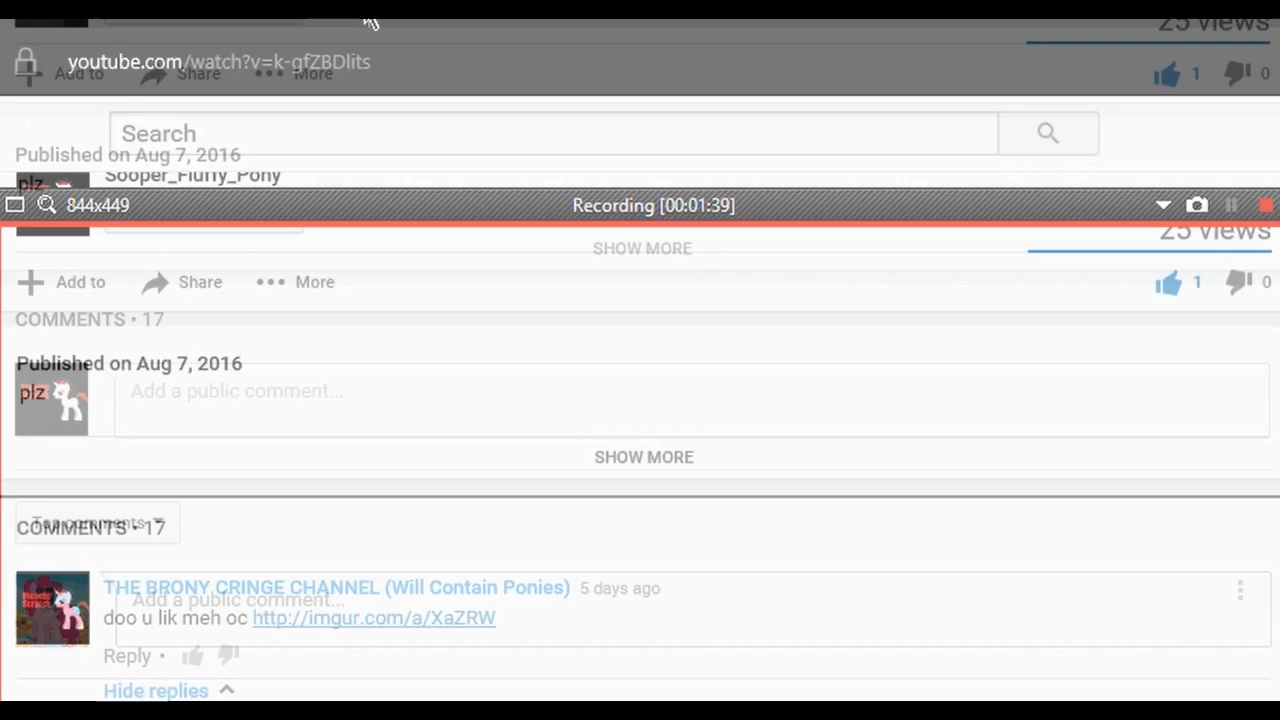 25 views
youtube.com/watch?v=k-gfZBDlits
Add to Share More 1 0
Search
Published on Aug 7, 2016
Sooper_Fluffy_Pony
plz
844x449 Recording [00:01:39]
25 views
SHOW MORE
Add to Share More 1 0
COMMENTS • 17
Published on Aug 7, 2016
plz
Add a public comment...
SHOW MORE
Top comments
COMMENTS • 17
THE BRONY CRINGE CHANNEL (Will Contain Ponies) 5 days ago
Add a public comment...
doo u lik meh oc http://imgur.com/a/XaZRW
Reply •
Hide replies